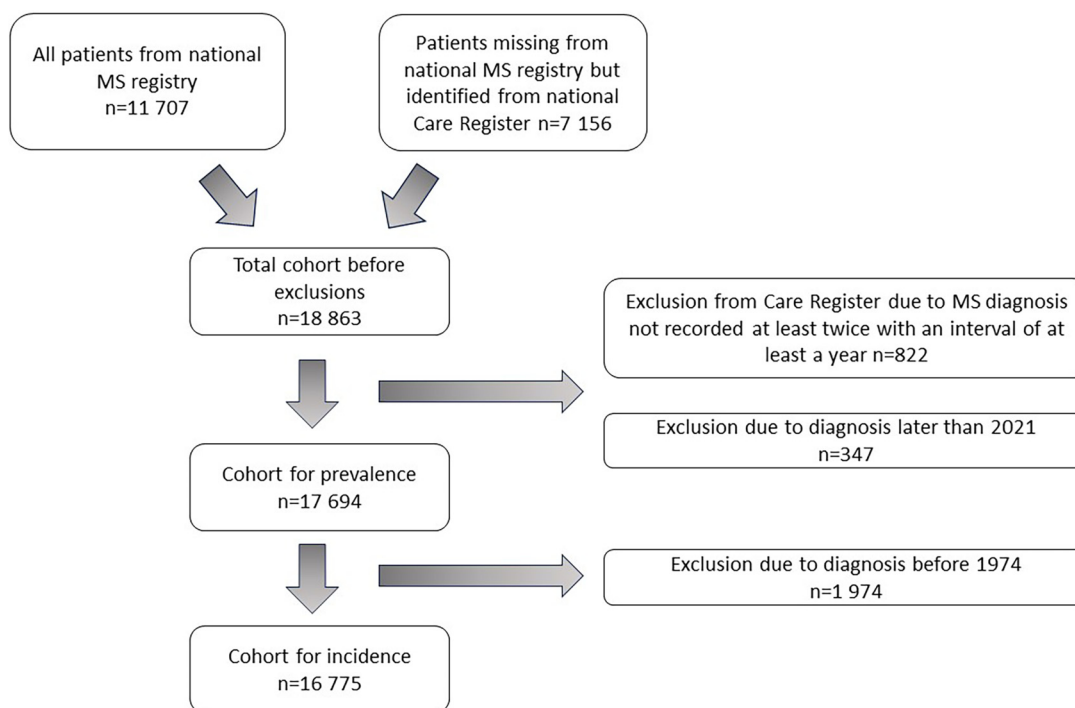 All patients from national
MS registry
n=11 707
Patients missing from
national MS registry but
identified from national
Care Register n=7 156
Total cohort before
exclusions
n=18 863
Exclusion from Care Register due to MS diagnosis
not recorded at least twice with an interval of at
least a year n=822
Exclusion due to diagnosis later than 2021
n=347
Cohort for prevalence
n=17 694
Exclusion due to diagnosis before 1974
n=1 974
Cohort for incidence
n=16 775